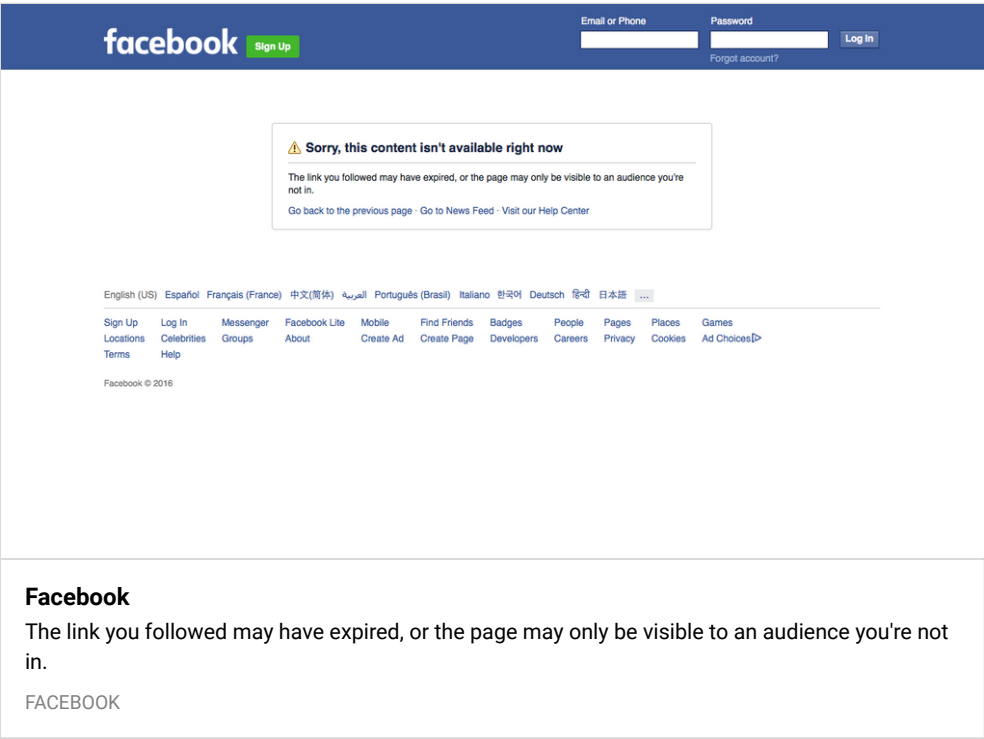 facebook Sign Up
Email or Phone Password
Log In
Forgot account?
Sorry, this content isn't available right now
The link you followed may have expired, or the page may only be visible to an audience you're
not in.
Go back to the previous page · Go to News Feed · Visit our Help Center
English (US) Español Français (France) 中文(简体) العربية Português (Brasil) Italiano 한국어 Deutsch हिन्दी 日本語 ...
Sign Up Log In Messenger Facebook Lite Mobile Find Friends Badges People Pages Places Games
Locations Celebrities Groups About Create Ad Create Page Developers Careers Privacy Cookies Ad Choices
Terms Help
Facebook © 2016
Facebook
The link you followed may have expired, or the page may only be visible to an audience you're not
in.
FACEBOOK